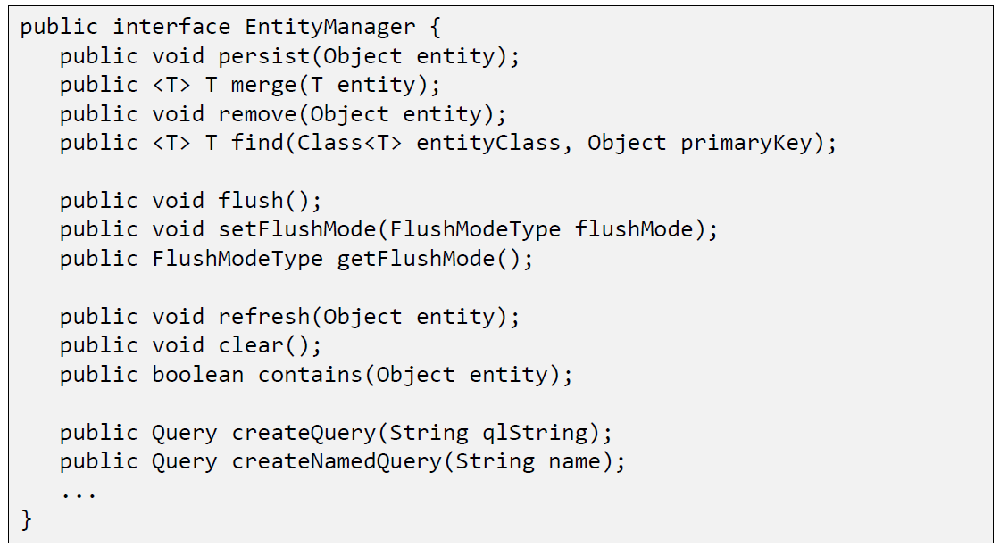 public interface EntityManager {
public void persist(Object entity);
public <T> T merge(T entity);
public void remove(Object entity);
public <T> T find(Class<T> entityClass, Object primaryKey);
public void flush();
public void setFlushMode(FlushModeType flushMode);
public FlushModeType getFlushMode();
public void refresh(Object entity);
public void clear();
public boolean contains(Object entity);
public Query createQuery(String qlString);
public Query createNamedQuery(String name);
...
}